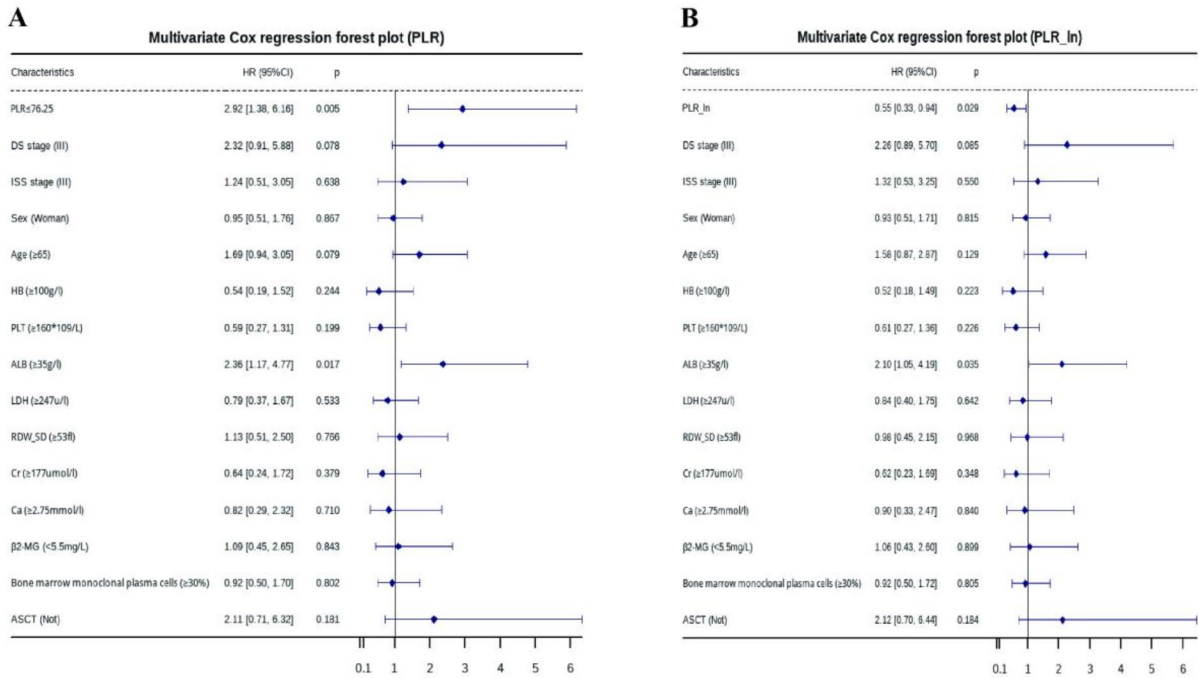 A
Multivariate Cox regression forest plot (PLR)
Characteristics HR (95%CI) p
PLR≤76.25 2.92 [1.38, 6.16] 0.005
DS stage (III) 2.32 [0.91, 5.88] 0.078
ISS stage (III) 1.24 [0.51, 3.05] 0.638
Sex (Woman) 0.95 [0.51, 1.76] 0.867
Age (≥65) 1.69 [0.94, 3.05] 0.079
HB (≥100g/l) 0.54 [0.19, 1.52] 0.244
PLT (≥160*109/L) 0.59 [0.27, 1.31] 0.199
ALB (≥35g/l) 2.36 [1.17, 4.77] 0.017
LDH (≥247u/l) 0.79 [0.37, 1.67] 0.533
RDW_SD (≥53fl) 1.13 [0.51, 2.50] 0.766
Cr (≥177umol/l) 0.64 [0.24, 1.72] 0.379
Ca (≥2.75mmol/l) 0.82 [0.29, 2.32] 0.710
β2-MG (<5.5mg/L) 1.09 [0.45, 2.65] 0.843
Bone marrow monoclonal plasma cells (≥30%) 0.92 [0.50, 1.70] 0.802
ASCT (Not) 2.11 [0.71, 6.32] 0.181
0.1 1 2 3 4 5 6
B
Multivariate Cox regression forest plot (PLR_ln)
Characteristics HR (95%CI) p
PLR_ln 0.55 [0.33, 0.94] 0.029
DS stage (III) 2.26 [0.89, 5.70] 0.085
ISS stage (III) 1.32 [0.53, 3.25] 0.550
Sex (Woman) 0.93 [0.51, 1.71] 0.815
Age (≥65) 1.58 [0.87, 2.87] 0.129
HB (≥100g/l) 0.52 [0.18, 1.49] 0.223
PLT (≥160*109/L) 0.61 [0.27, 1.36] 0.226
ALB (≥35g/l) 2.10 [1.05, 4.19] 0.035
LDH (≥247u/l) 0.84 [0.40, 1.75] 0.642
RDW_SD (≥53fl) 0.98 [0.45, 2.15] 0.968
Cr (≥177umol/l) 0.62 [0.23, 1.69] 0.348
Ca (≥2.75mmol/l) 0.90 [0.33, 2.47] 0.840
β2-MG (<5.5mg/L) 1.06 [0.43, 2.60] 0.899
Bone marrow monoclonal plasma cells (≥30%) 0.92 [0.50, 1.72] 0.805
ASCT (Not) 2.12 [0.70, 6.44] 0.184
0.1 1 2 3 4 5 6